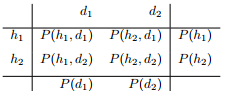 d1 d2
h1 P(h1, d1) P(h2, d1) P(h1)
h2 P(h1, d2) P(h2, d2) P(h2)
P(d1) P(d2)